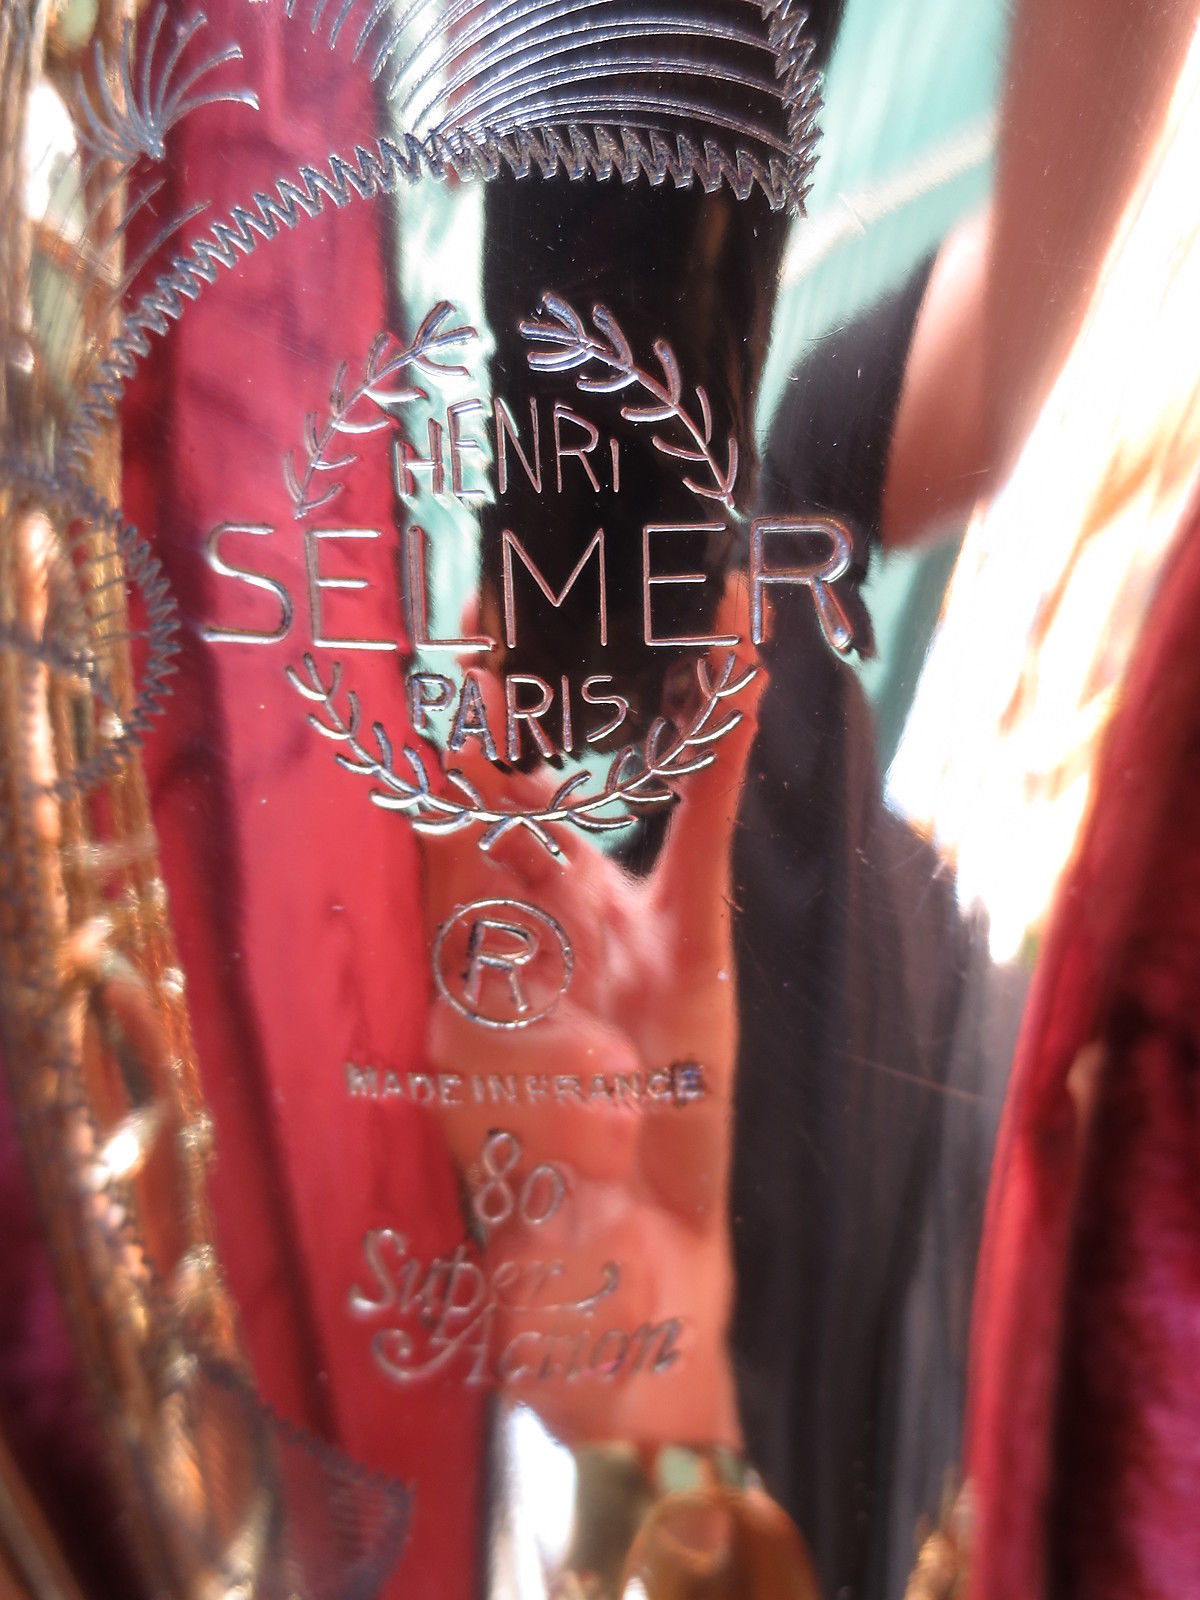 HENRI
SELMER
PARIS
®
MADE IN FRANCE
80
Super
Action